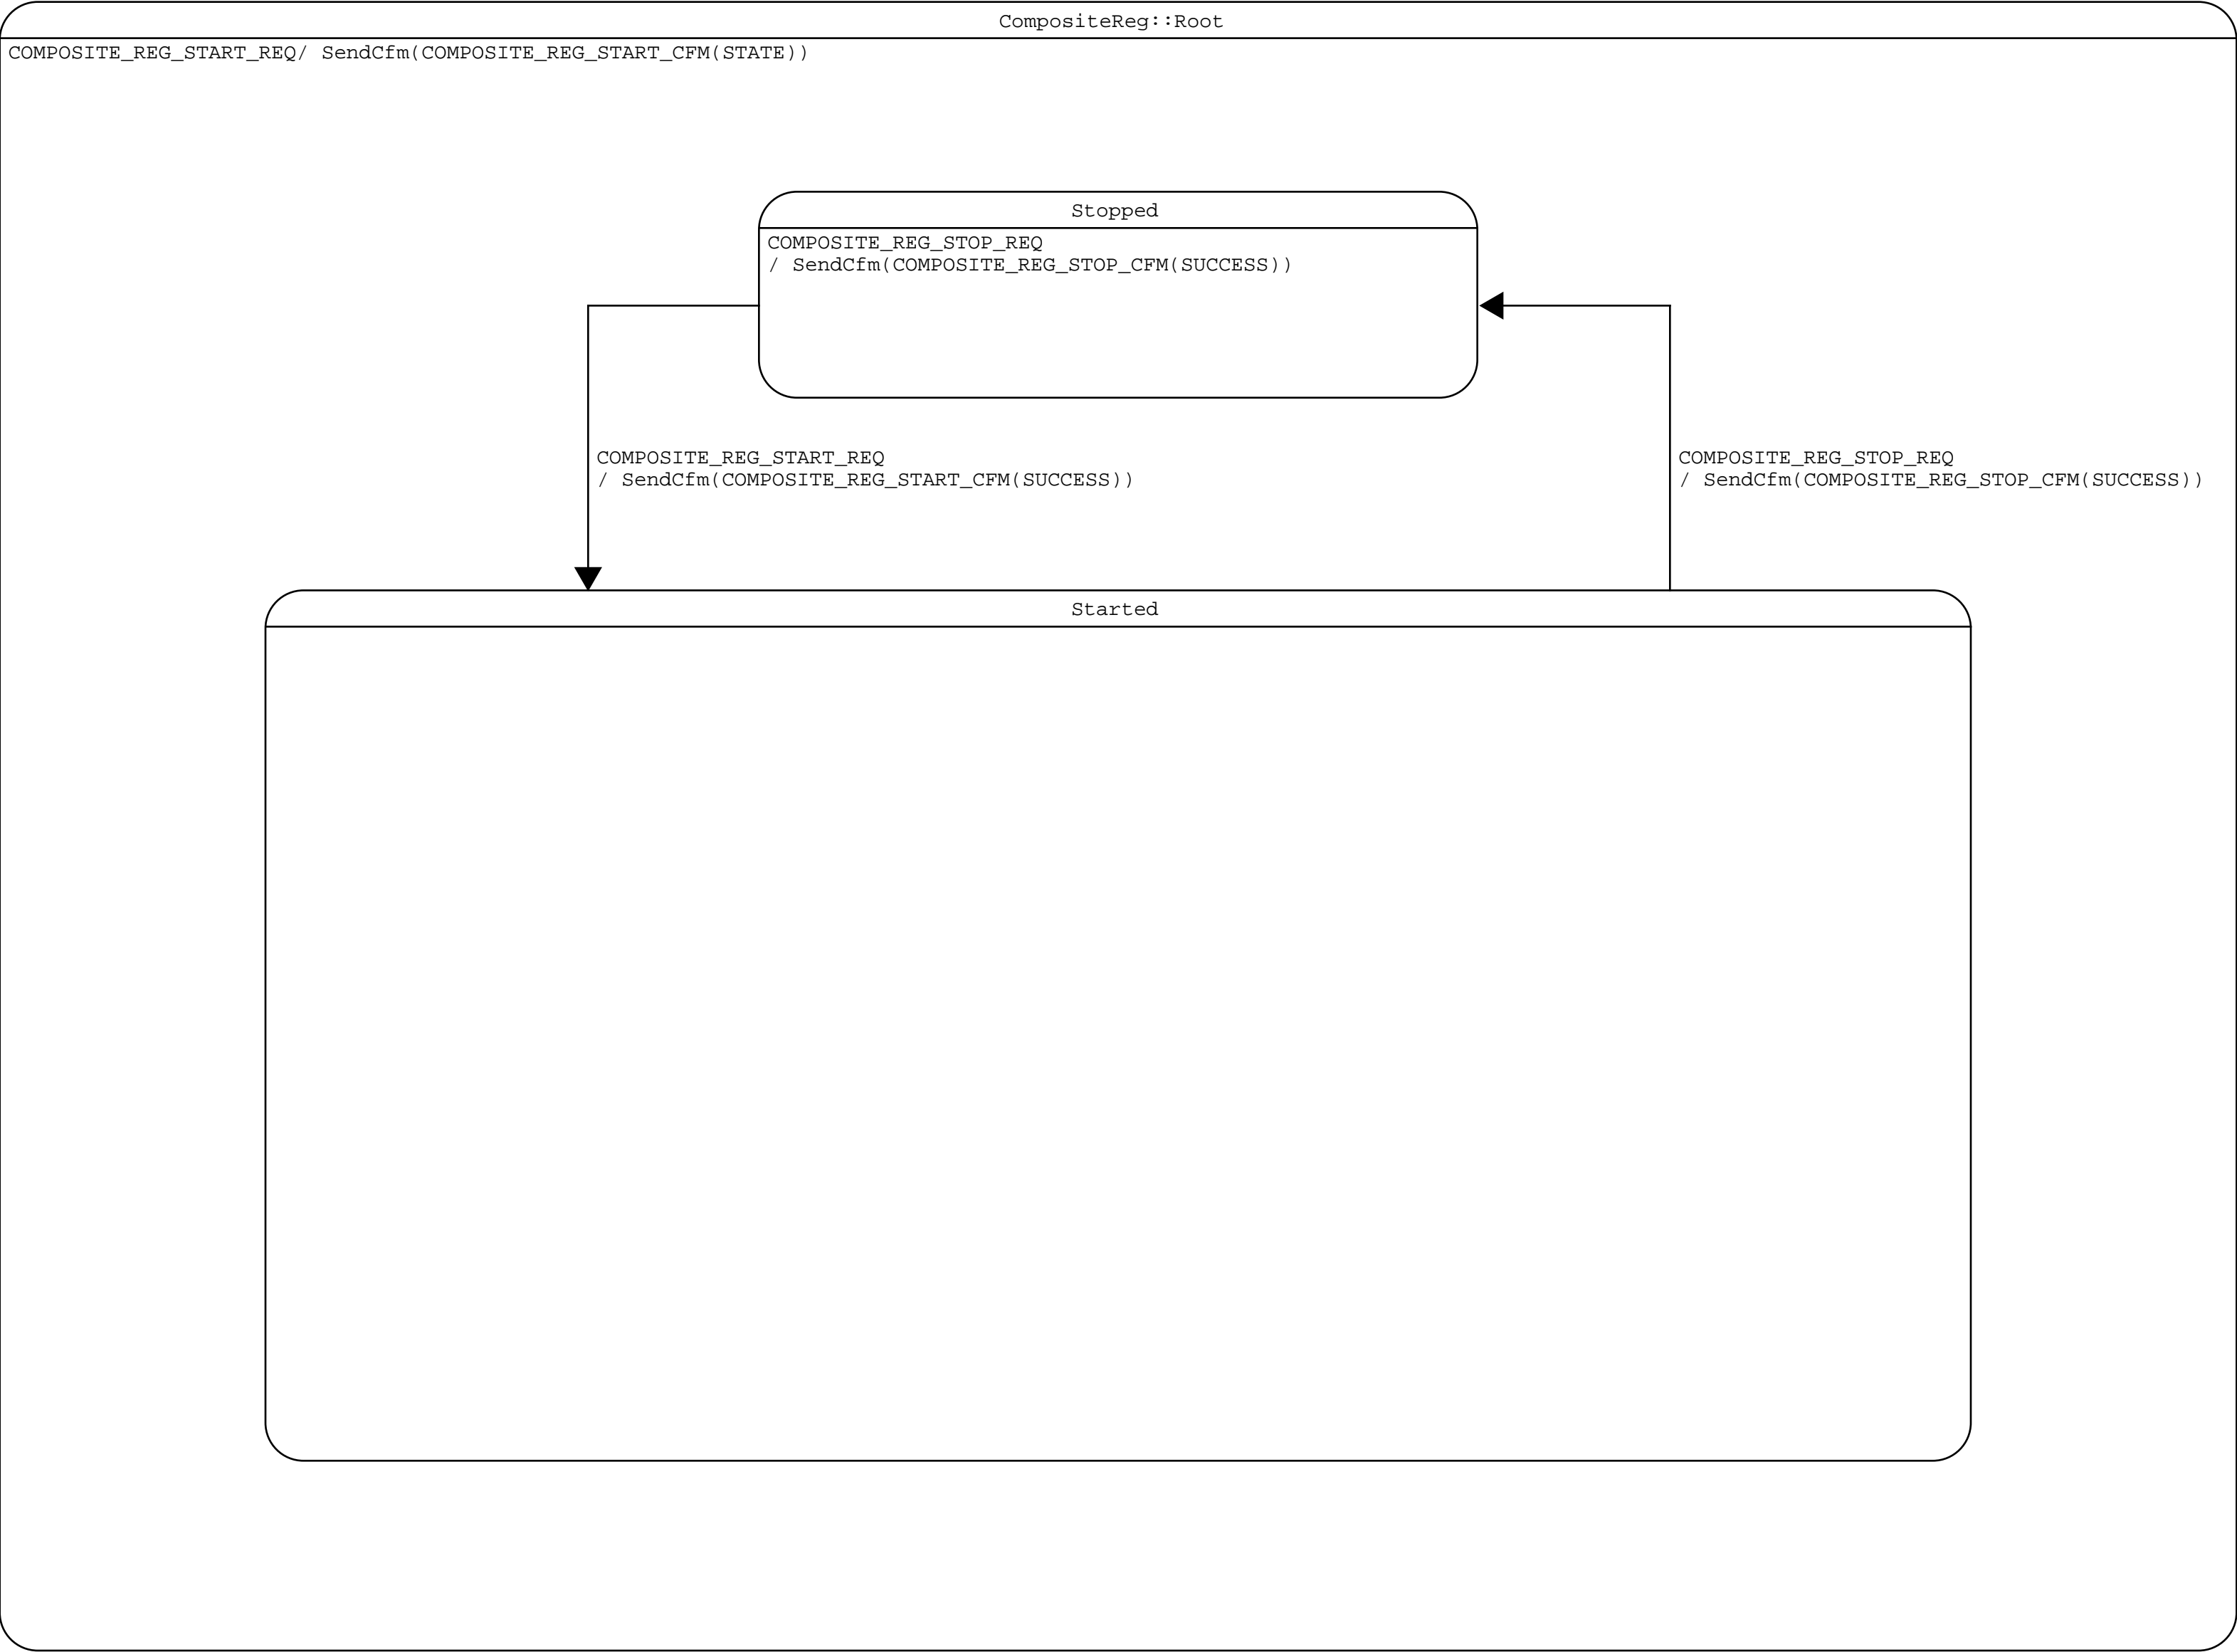 CompositeReg::Root
COMPOSITE_REG_START_REQ/ SendCfm(COMPOSITE_REG_START_CFM(STATE))
Stopped
COMPOSITE_REG_STOP_REQ
/ SendCfm(COMPOSITE_REG_STOP_CFM(SUCCESS))
COMPOSITE_REG_START_REQ
/ SendCfm(COMPOSITE_REG_START_CFM(SUCCESS))
COMPOSITE_REG_STOP_REQ
/ SendCfm(COMPOSITE_REG_STOP_CFM(SUCCESS))
Started